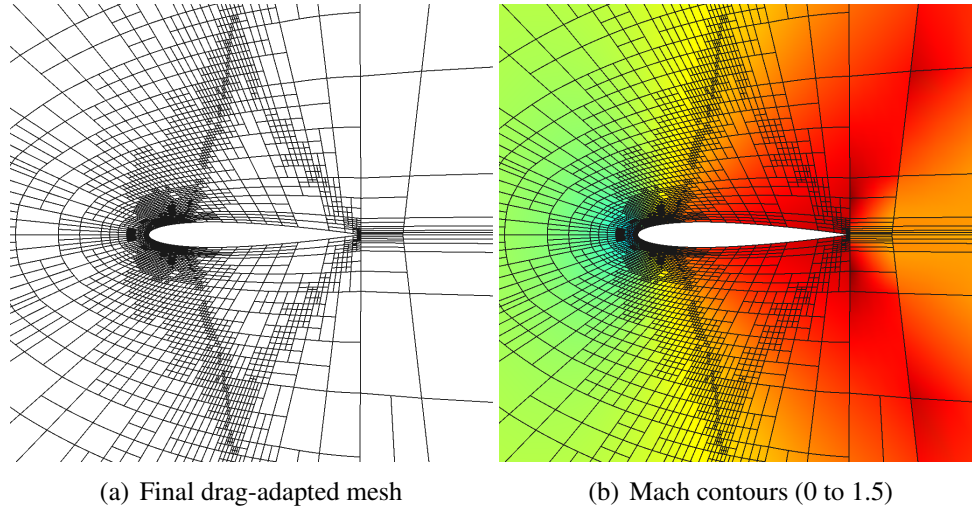 (a) Final drag-adapted mesh
(b) Mach contours (0 to 1.5)